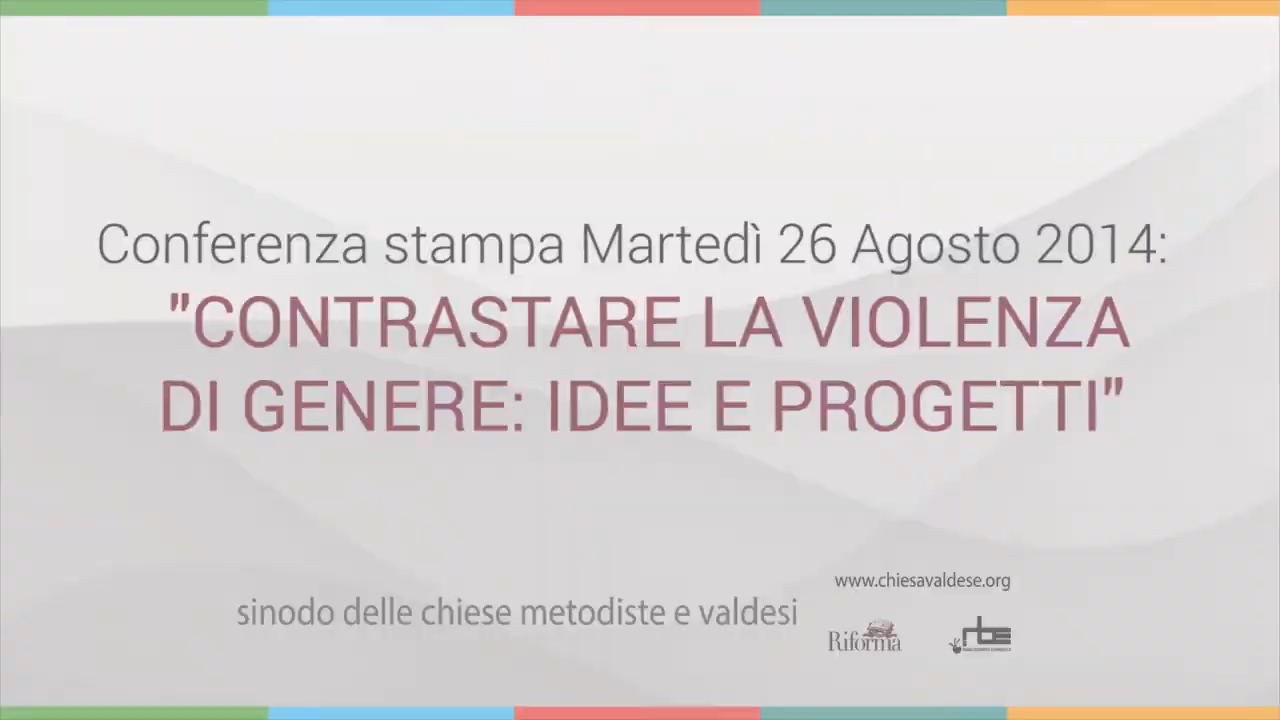 Conferenza stampa Martedì 26 Agosto 2014:
"CONTRASTARE LA VIOLENZA
DI GENERE: IDEE E PROGETTI"
www.chiesavaldese.org
sinodo delle chiese metodiste e valdesi
Riforma
rbe